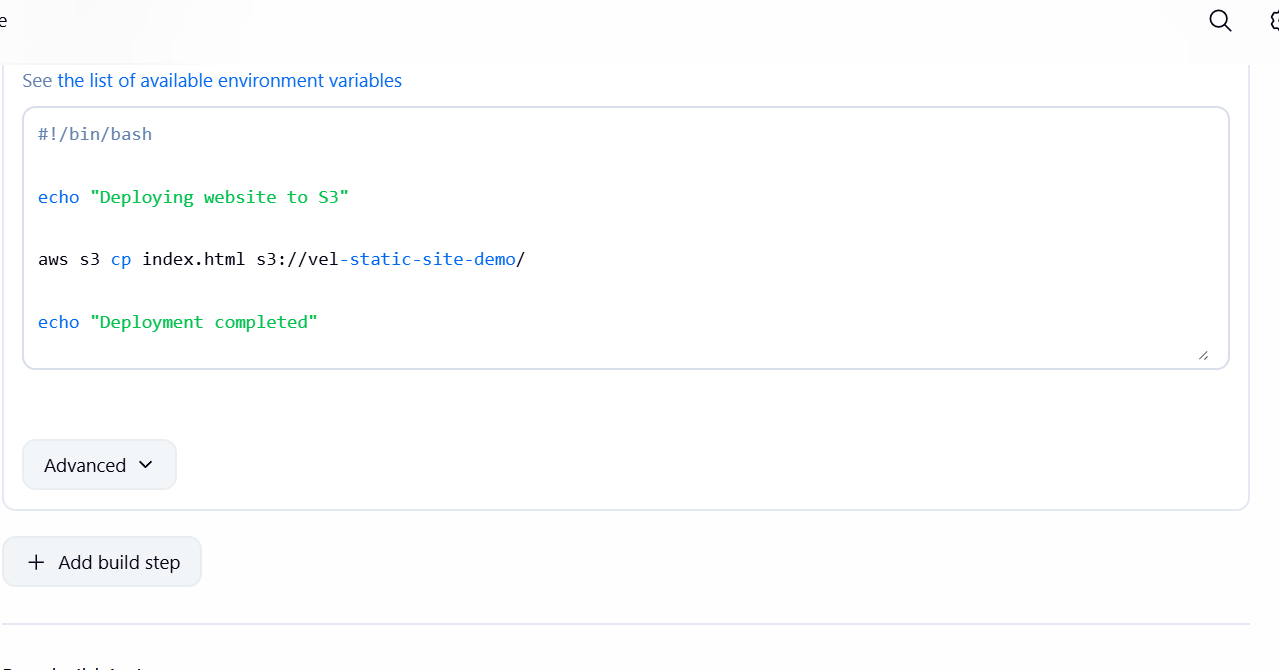 See the list of available environment variables
#!/bin/bash
echo "Deploying website to S3"
aws s3 cp index.html s3://vel-static-site-demo/
echo "Deployment completed"
Advanced
+ Add build step